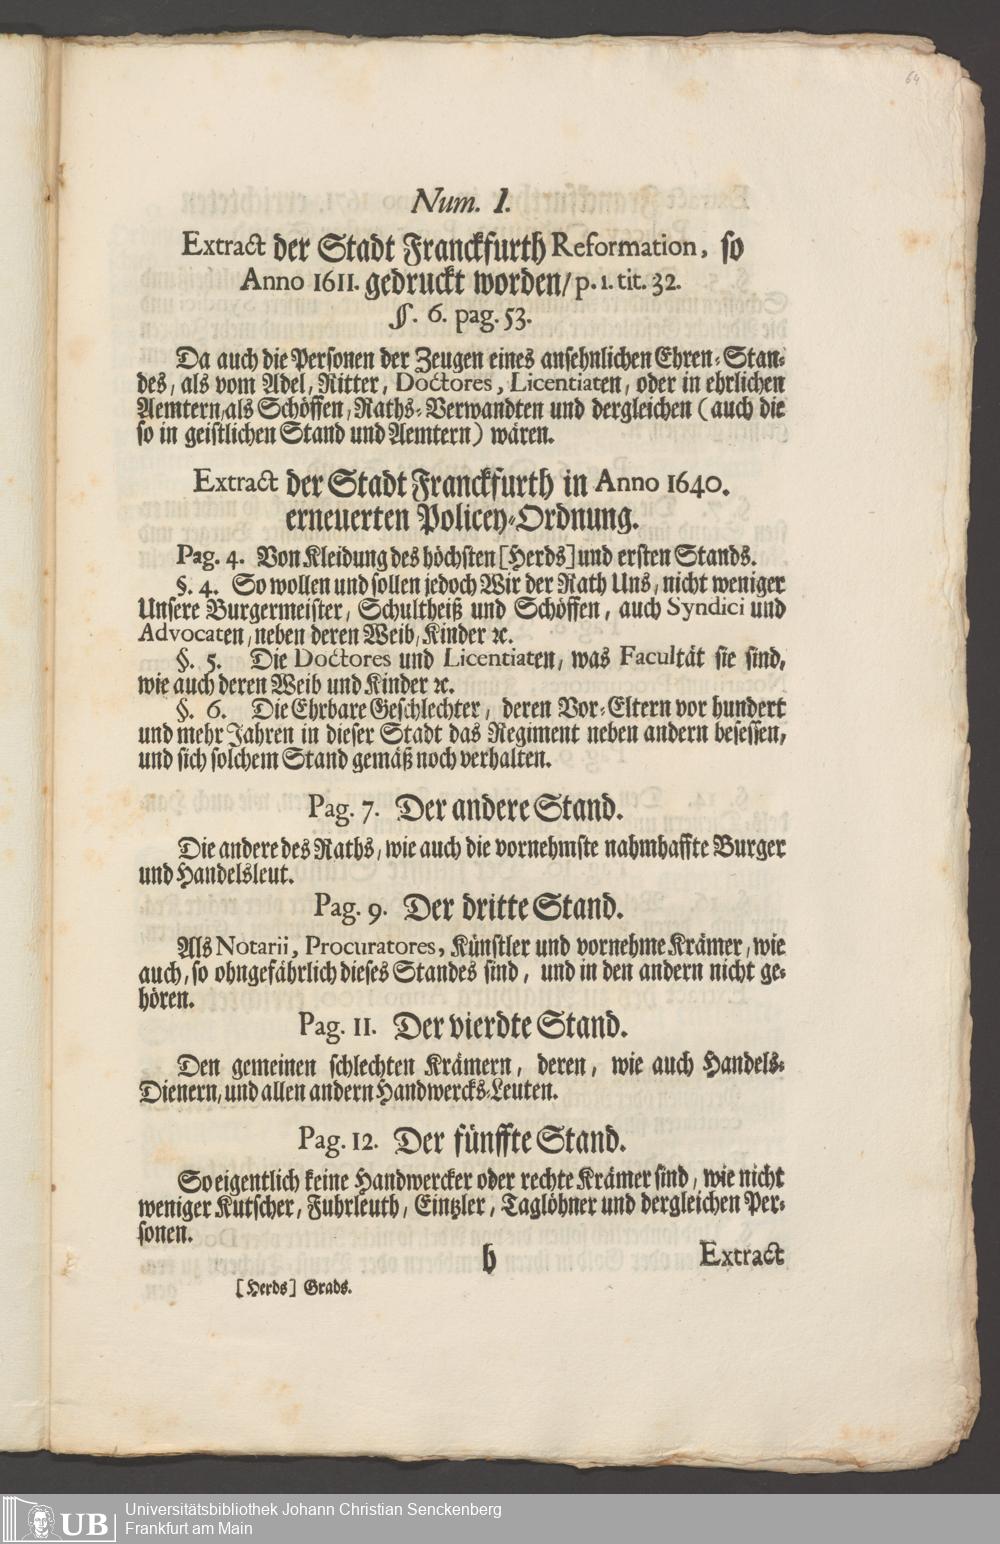 64
Num. I.
Extract der Stadt Franckfurth Reformation, so
Anno 1611. gedruckt worden/ p. 1. tit. 32.
§. 6. pag. 53.
Da auch die Personen der Zeugen eines ansehnlichen Ehren-Stan-
des, als vom Adel, Ritter, Doctores, Licentiaten, oder in ehrlichen
Aemtern, als Schöffen, Raths-Verwandten und dergleichen (auch die
so in geistlichen Stand und Aemtern) wären.
Extract der Stadt Franckfurth in Anno 1640.
erneuerten Policey-Ordnung.
Pag. 4. Von Kleidung des höchsten [Herds] und ersten Stands.
§. 4. So wollen und sollen jedoch Wir der Rath Uns, nicht weniger
Unsere Burgermeister, Schultheiß und Schöffen, auch Syndici und
Advocaten, neben deren Weib, Kinder ꝛc.
§. 5. Die Doctores und Licentiaten, was Facultät sie sind,
wie auch deren Weib und Kinder ꝛc.
§. 6. Die Ehrbare Geschlechter, deren Vor-Eltern vor hundert
und mehr Jahren in dieser Stadt das Regiment neben andern besessen,
und sich solchem Stand gemäß noch verhalten.
Pag. 7. Der andere Stand.
Die andere des Raths, wie auch die vornehmste nahmhaffte Burger
und Handelsleut.
Pag. 9. Der dritte Stand.
Als Notarii, Procuratores, Künstler und vornehme Krämer, wie
auch, so ohngefährlich dieses Standes sind, und in den andern nicht ge-
hören.
Pag. 11. Der vierdte Stand.
Den gemeinen schlechten Krämern, deren, wie auch Handels-
Dienern, und allen andern Handwercks-Leuten.
Pag. 12. Der fünffte Stand.
So eigentlich keine Handwercker oder rechte Krämer sind, wie nicht
weniger Kutscher, Fuhrleuth, Eintzler, Taglöhner und dergleichen Per-
sonen.
b Extract
[Herds] Grads.
UB Universitätsbibliothek Johann Christian Senckenberg
Frankfurt am Main